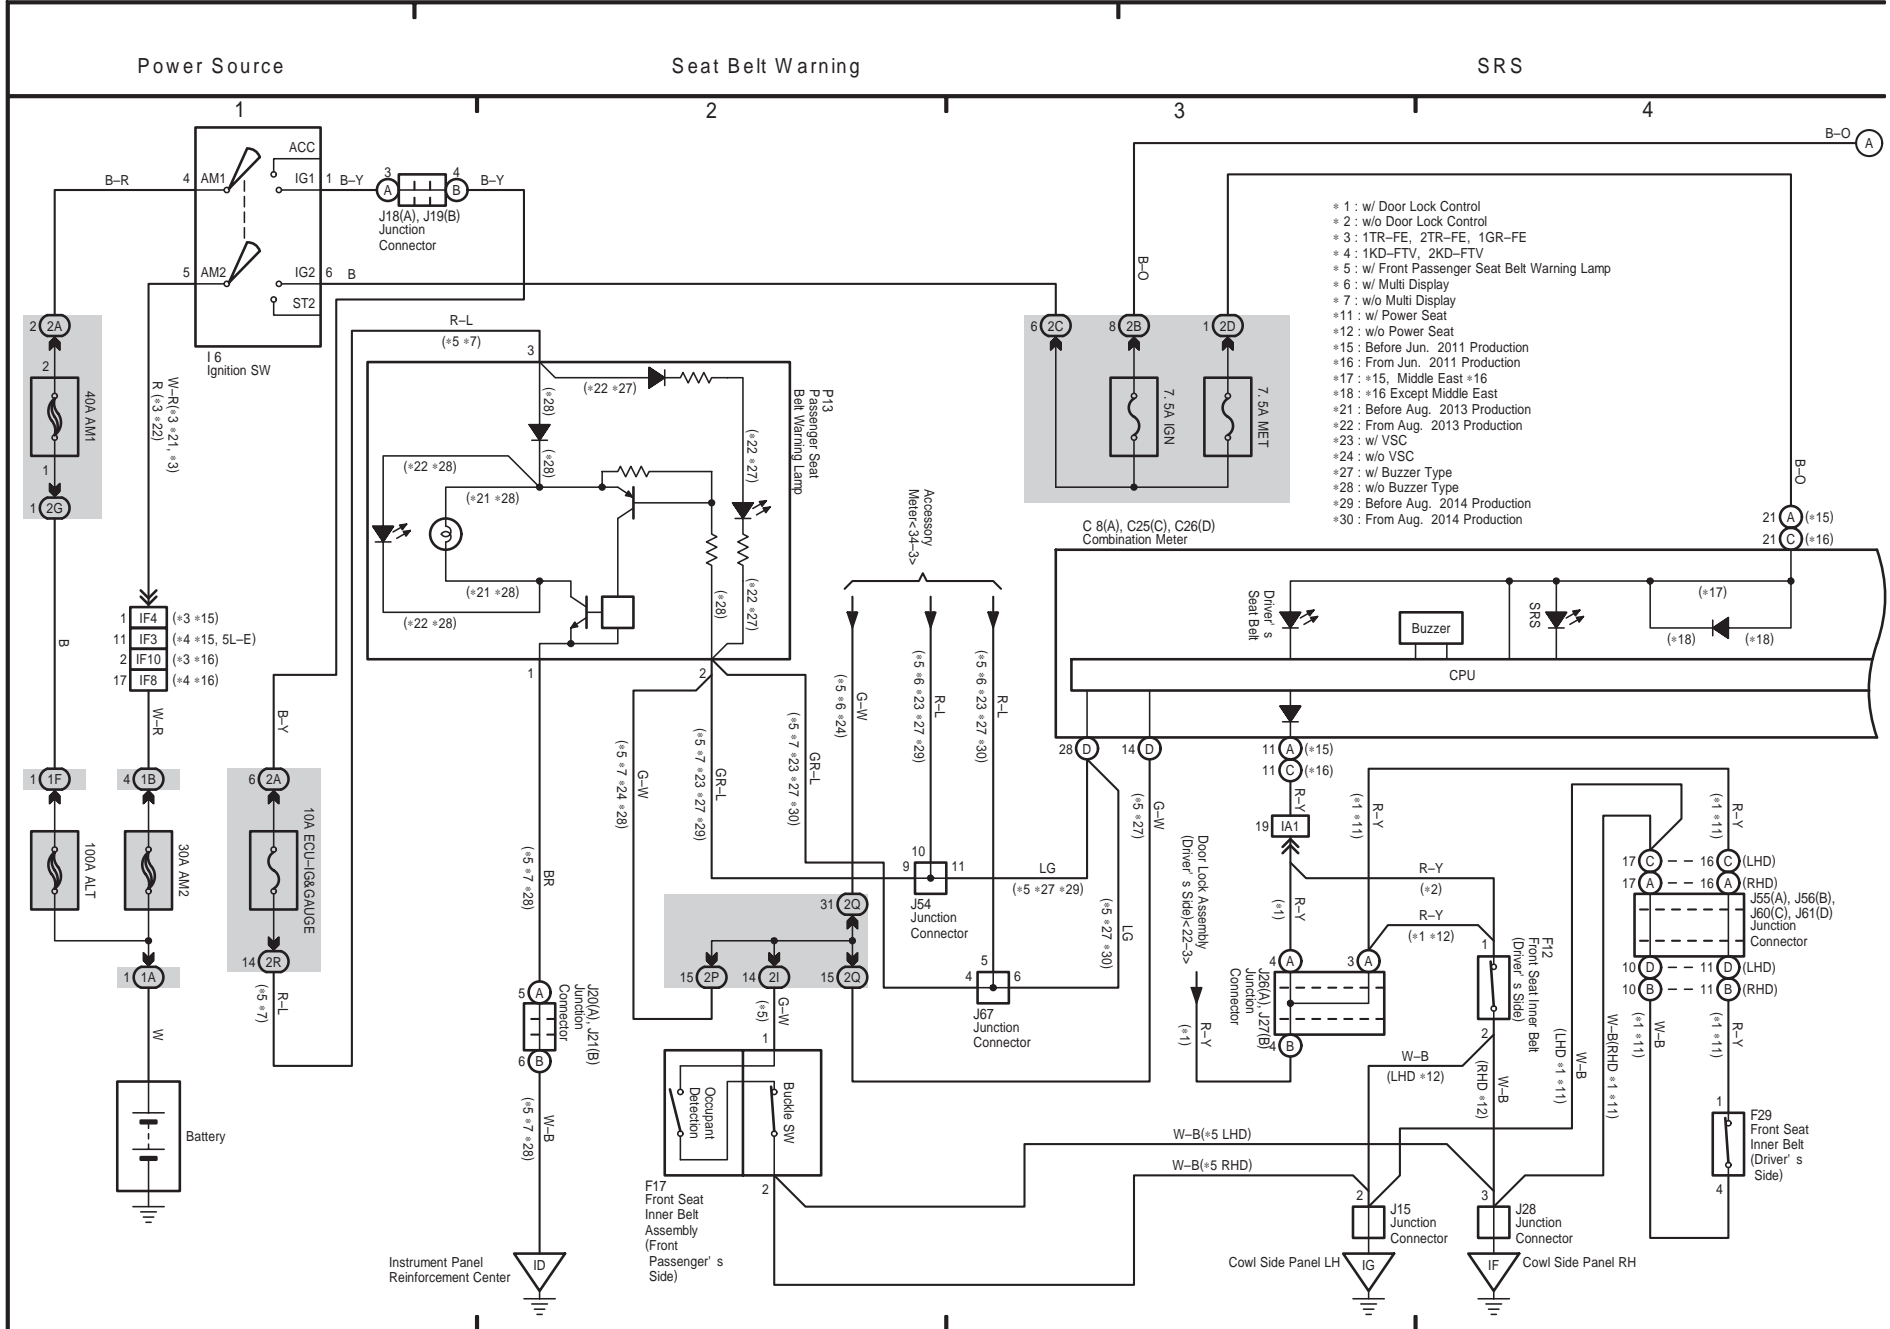 Power Source
Seat Belt Warning
SRS
1
2
3
4
B–O
A
ACC
B–R
4
AM1
IG1
1
B–Y
3
A
4
B
B–Y
J18(A), J19(B)
Junction
Connector
5
AM2
IG2
6
B
ST2
I 6
Ignition SW
2
2A
2
40A AM1
1
1
2G
B
W–R(∗3 ∗21, ∗3)
R (∗3 ∗22)
1
IF4
(∗3 ∗15)
11
IF3
(∗4 ∗15, 5L–E)
2
IF10
(∗3 ∗16)
17
IF8
(∗4 ∗16)
W–R
B–Y
1
1F
4
1B
6
2A
100A ALT
30A AM2
10A ECU–IG&GAUGE
1
1A
14
2R
R–L
(∗5 ∗7)
W
Battery
R–L
(∗5 ∗7)
3
P13
Passenger Seat
Belt Warning Lamp
(∗22 ∗27)
(∗28)
(∗28)
(∗22 ∗28)
(∗21 ∗28)
(∗22 ∗27)
(∗21 ∗28)
(∗22 ∗28)
(∗28)
(∗22 ∗27)
1
2
BR
(∗5 ∗7 ∗28)
5
A
J20(A), J21(B)
Junction
Connector
6
B
W–B
(∗5 ∗7 ∗28)
Instrument Panel
Reinforcement Center
ID
G–W
(∗5 ∗7 ∗24 ∗28)
GR–L
(∗5 ∗7 ∗23 ∗27 ∗29)
GR–L
(∗5 ∗7 ∗23 ∗27 ∗30)
G–W
(∗5 ∗6 ∗24)
R–L
(∗5 ∗6 ∗23 ∗27 ∗29)
R–L
(∗5 ∗6 ∗23 ∗27 ∗30)
Accessory
Meter<34–3>
31
2Q
15
2P
14
2I
15
2Q
G–W
(∗5)
1
Buckle SW
Occupant
Detection
F17
Front Seat
Inner Belt
Assembly
(Front
Passenger' s
Side)
2
10
9
11
J54
Junction
Connector
5
4
6
J67
Junction
Connector
LG
(∗5 ∗27 ∗29)
LG
(∗5 ∗27 ∗30)
B–O
6
2C
8
2B
1
2D
7. 5A IGN
7. 5A MET
∗ 1 : w/ Door Lock Control
∗ 2 : w/o Door Lock Control
∗ 3 : 1TR–FE, 2TR–FE, 1GR–FE
∗ 4 : 1KD–FTV, 2KD–FTV
∗ 5 : w/ Front Passenger Seat Belt Warning Lamp
∗ 6 : w/ Multi Display
∗ 7 : w/o Multi Display
∗11 : w/ Power Seat
∗12 : w/o Power Seat
∗15 : Before Jun. 2011 Production
∗16 : From Jun. 2011 Production
∗17 : ∗15, Middle East ∗16
∗18 : ∗16 Except Middle East
∗21 : Before Aug. 2013 Production
∗22 : From Aug. 2013 Production
∗23 : w/ VSC
∗24 : w/o VSC
∗27 : w/ Buzzer Type
∗28 : w/o Buzzer Type
∗29 : Before Aug. 2014 Production
∗30 : From Aug. 2014 Production
B–O
21
A
(∗15)
21
C
(∗16)
C 8(A), C25(C), C26(D)
Combination Meter
Driver' s
Seat Belt
Buzzer
SRS
(∗17)
(∗18)
(∗18)
CPU
28
D
14
D
11
A
(∗15)
11
C
(∗16)
R–Y
19
IA1
G–W
(∗5 ∗27)
Door Lock Assembly
(Driver' s Side)<22–3>
R–Y
(∗1)
R–Y
(∗1)
R–Y
(∗1 ∗11)
R–Y
(∗2)
R–Y
(∗1 ∗12)
4
A
3
A
J26(A), J27(B)
Junction
Connector
4
B
1
F12
Front Seat Inner Belt
(Driver' s Side)
2
W–B
(LHD ∗12)
W–B
(RHD ∗12)
W–B
(LHD ∗1 ∗11)
W–B(RHD ∗1 ∗11)
R–Y
(∗1 ∗11)
17
C
16
C
(LHD)
17
A
16
A
(RHD)
J55(A), J56(B),
J60(C), J61(D)
Junction
Connector
10
D
11
D
(LHD)
10
B
11
B
(RHD)
W–B
(∗1 ∗11)
R–Y
(∗1 ∗11)
1
F29
Front Seat
Inner Belt
(Driver' s
Side)
4
W–B(∗5 LHD)
W–B(∗5 RHD)
2
J15
Junction
Connector
3
J28
Junction
Connector
Cowl Side Panel LH
IG
IF
Cowl Side Panel RH